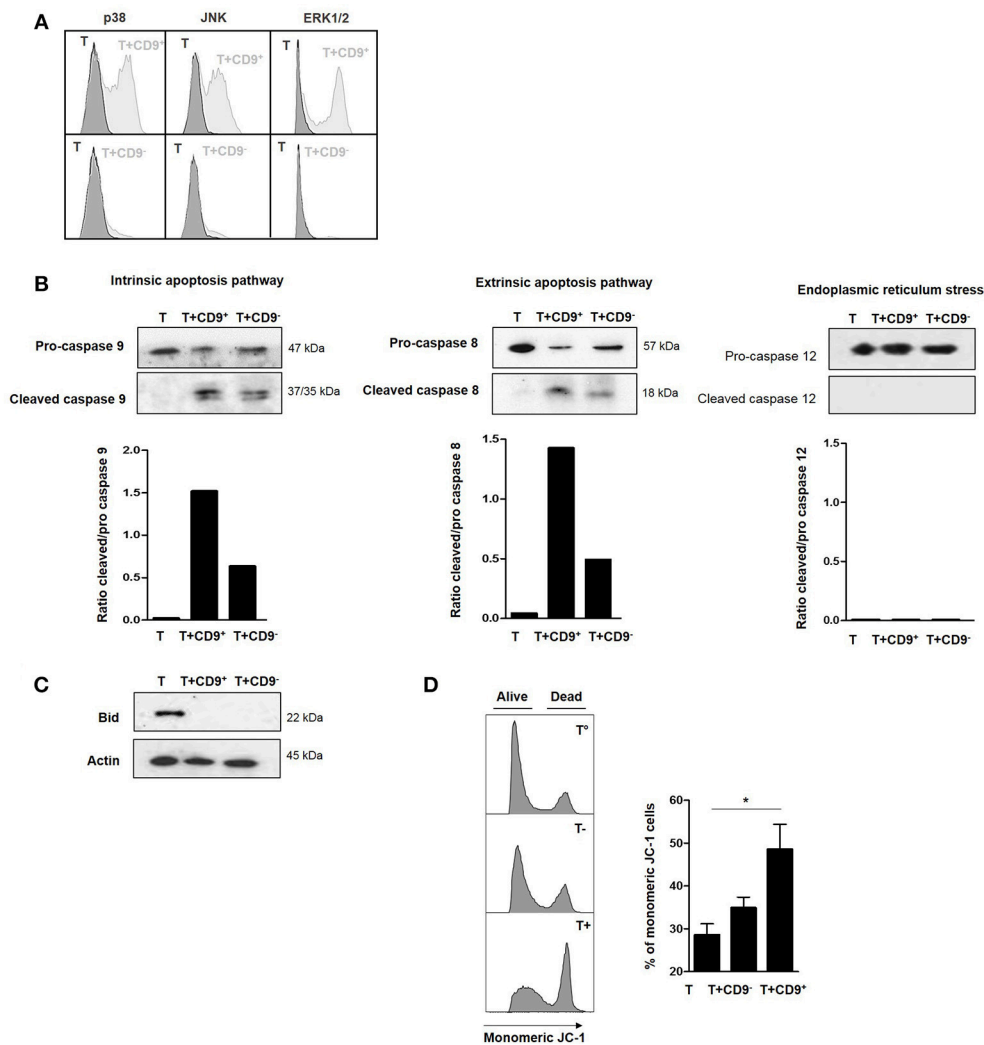 A
p38 JNK ERK1/2
T T+CD9⁺ T T+CD9⁺ T T+CD9⁺
T T+CD9⁻ T T+CD9⁻ T T+CD9⁻
B
Intrinsic apoptosis pathway
T T+CD9⁺ T+CD9⁻
Pro-caspase 9 47 kDa
Cleaved caspase 9 37/35 kDa
Ratio cleaved/pro caspase 9
2.0
1.5
1.0
0.5
0.0
T T+CD9⁺ T+CD9⁻
Extrinsic apoptosis pathway
T T+CD9⁺ T+CD9⁻
Pro-caspase 8 57 kDa
Cleaved caspase 8 18 kDa
Ratio cleaved/pro caspase 8
1.5
1.0
0.5
0.0
T T+CD9⁺ T+CD9⁻
Endoplasmic reticulum stress
T T+CD9⁺ T+CD9⁻
Pro-caspase 12
Cleaved caspase 12
Ratio cleaved/pro caspase 12
1.5
1.0
0.5
0.0
T T+CD9⁺ T+CD9⁻
C
T T+CD9⁺ T+CD9⁻
Bid 22 kDa
Actin 45 kDa
D
Alive Dead
T°
T-
T+
Monomeric JC-1
% of monomeric JC-1 cells
60
50
40
30
20
*
T T+CD9⁻ T+CD9⁺